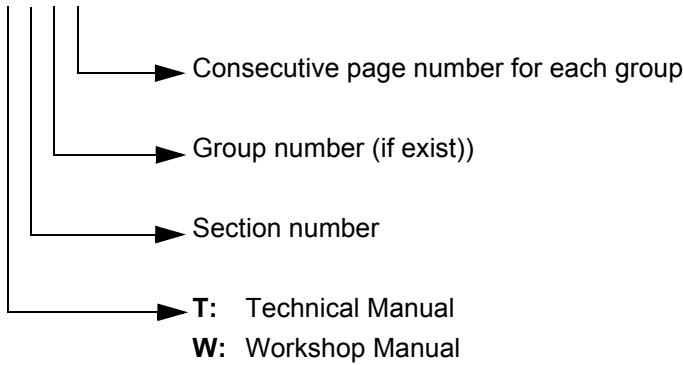 Consecutive page number for each group
Group number (if exist))
Section number
T: Technical Manual
W: Workshop Manual